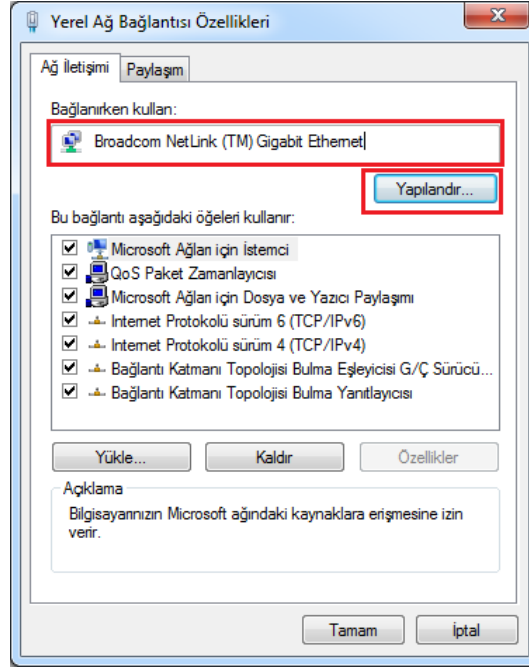 Yerel Ağ Bağlantısı Özellikleri
Ağ İletişimi Paylaşım
Bağlanırken kullan:
Broadcom NetLink (TM) Gigabit Ethernet
Yapılandır...
Bu bağlantı aşağıdaki öğeleri kullanır:
Microsoft Ağları için İstemci
QoS Paket Zamanlayıcısı
Microsoft Ağları için Dosya ve Yazıcı Paylaşımı
Internet Protokolü sürüm 6 (TCP/IPv6)
Internet Protokolü sürüm 4 (TCP/IPv4)
Bağlantı Katmanı Topolojisi Bulma Eşleyicisi G/Ç Sürücü...
Bağlantı Katmanı Topolojisi Bulma Yanıtlayıcısı
Yükle... Kaldır Özellikler
Açıklama
Bilgisayarınızın Microsoft ağındaki kaynaklara erişmesine izin
verir.
Tamam İptal